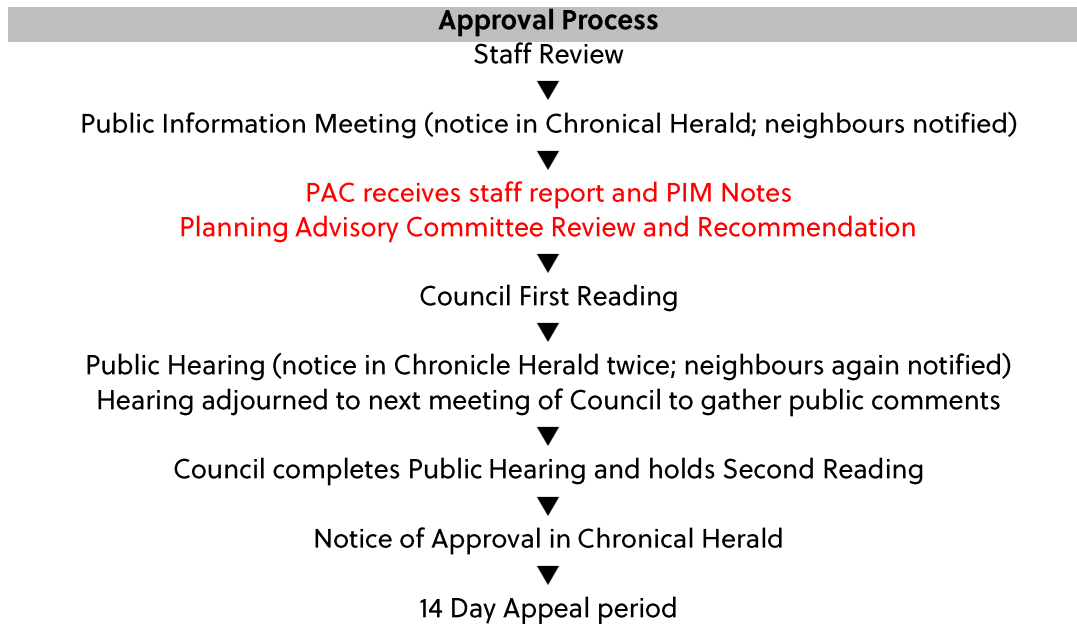 Approval Process
Staff Review
Public Information Meeting (notice in Chronical Herald; neighbours notified)
PAC receives staff report and PIM Notes
Planning Advisory Committee Review and Recommendation
Council First Reading
Public Hearing (notice in Chronicle Herald twice; neighbours again notified)
Hearing adjourned to next meeting of Council to gather public comments
Council completes Public Hearing and holds Second Reading
Notice of Approval in Chronical Herald
14 Day Appeal period